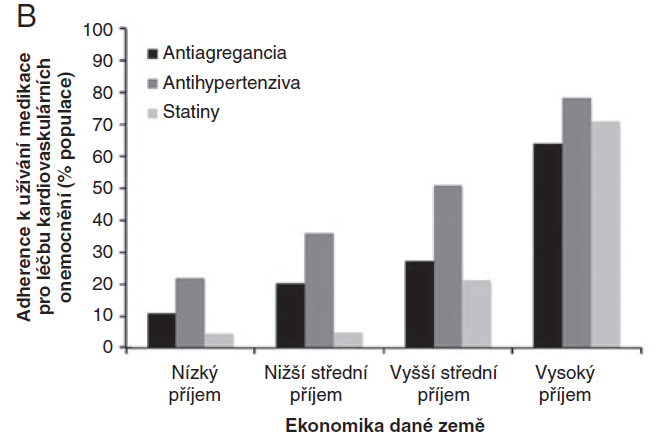 B
Adherence k užívání medikace
pro léčbu kardiovaskulárních
onemocnění (% populace)
100
90
80
70
60
50
40
30
20
10
0
Antiagregancia
Antihypertenziva
Statiny
Nízký
příjem
Nižší střední
příjem
Vyšší střední
příjem
Vysoký
příjem
Ekonomika dané země